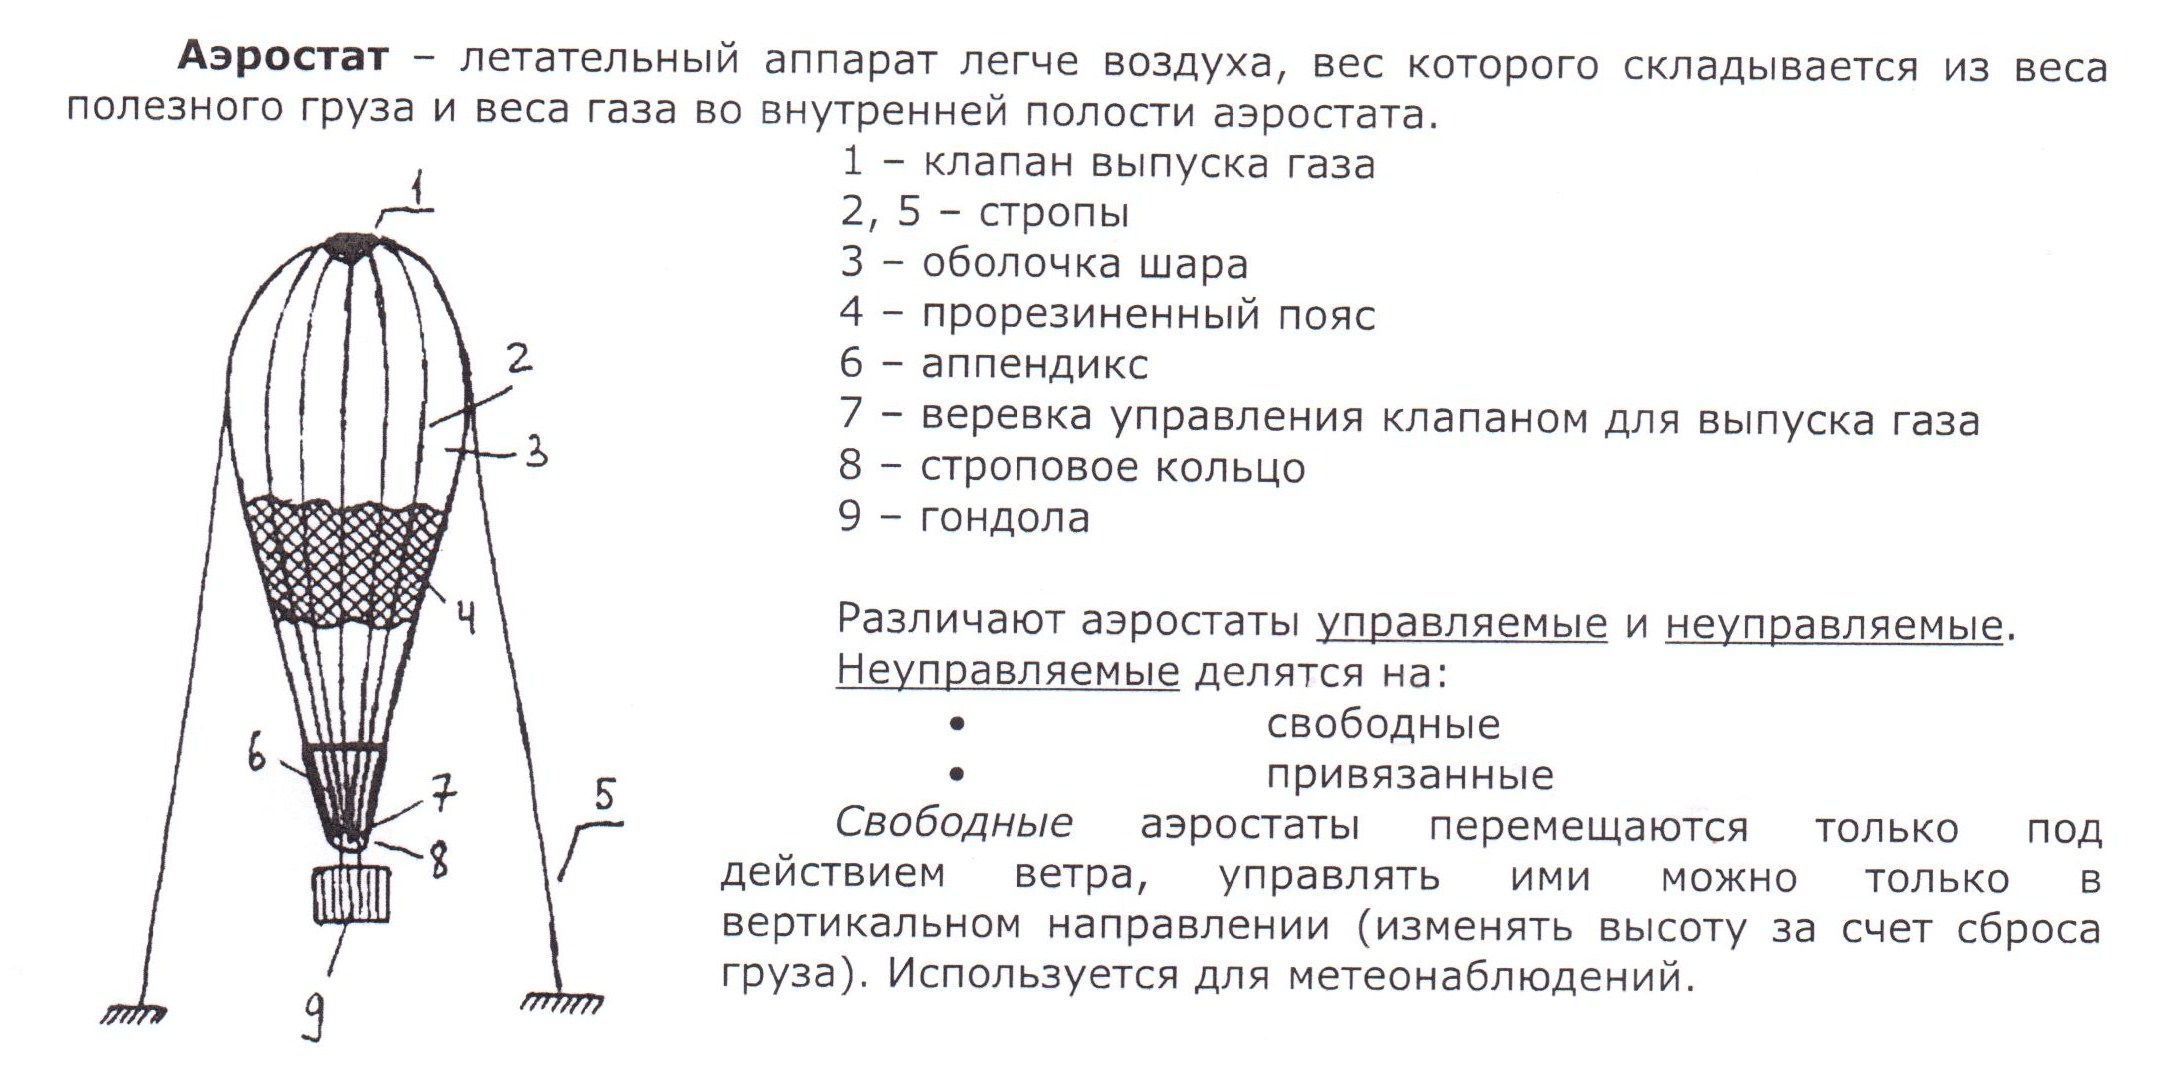 Аэростат – летательный аппарат легче воздуха, вес которого складывается из веса
полезного груза и веса газа во внутренней полости аэростата.
1 – клапан выпуска газа
2, 5 – стропы
3 – оболочка шара
4 – прорезиненный пояс
6 – аппендикс
7 – веревка управления клапаном для выпуска газа
8 – строповое кольцо
9 – гондола
1
2
3
4
6
7
5
8
9
Различают аэростаты управляемые и неуправляемые.
Неуправляемые делятся на:
• свободные
• привязанные
Свободные аэростаты перемещаются только под
действием ветра, управлять ими можно только в
вертикальном направлении (изменять высоту за счет сброса
груза). Используется для метеонаблюдений.